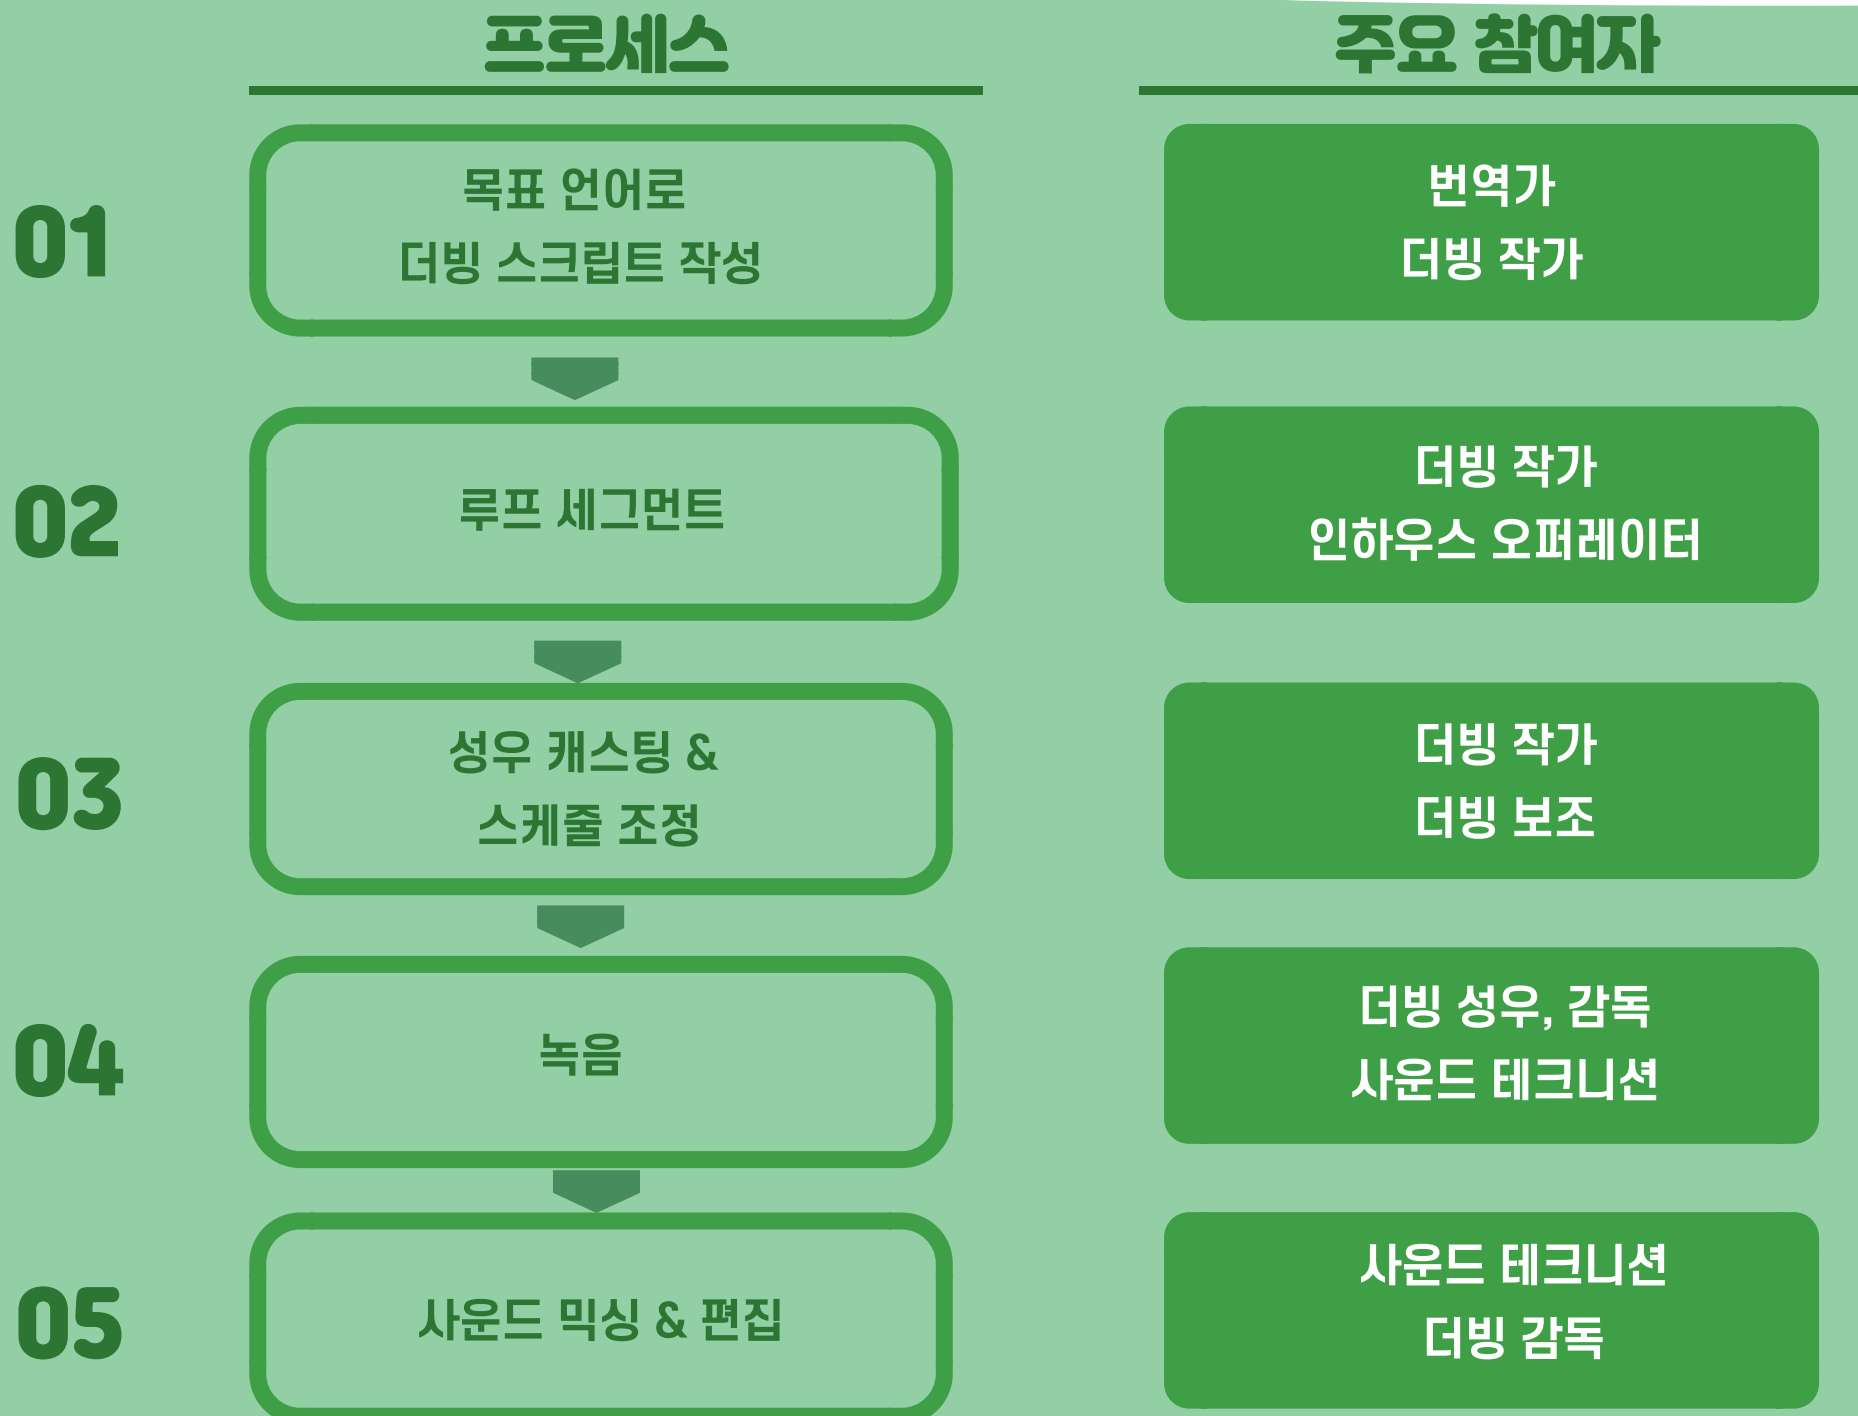 프로세스
주요 참여자
01
목표 언어로
더빙 스크립트 작성
번역가
더빙 작가
02
루프 세그먼트
더빙 작가
인하우스 오퍼레이터
03
성우 캐스팅 &
스케줄 조정
더빙 작가
더빙 보조
04
녹음
더빙 성우, 감독
사운드 테크니션
05
사운드 믹싱 & 편집
사운드 테크니션
더빙 감독